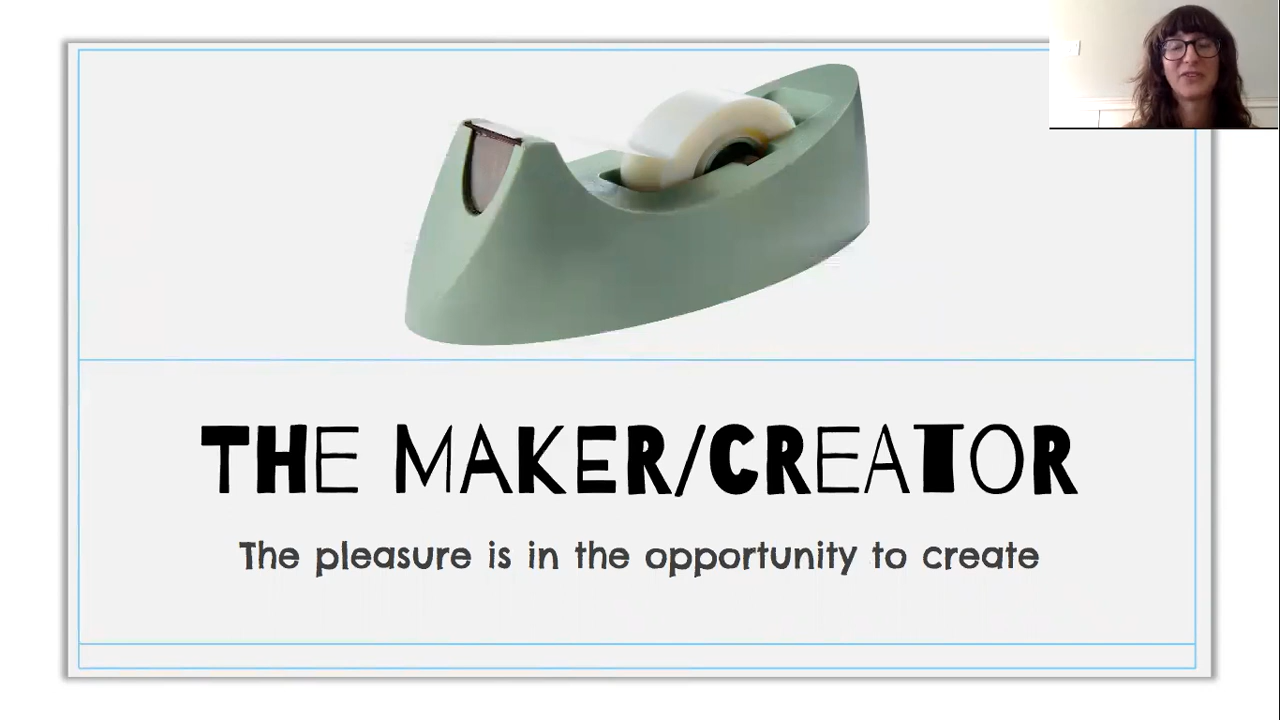 THE MAKER/CREATOR
The pleasure is in the opportunity to create